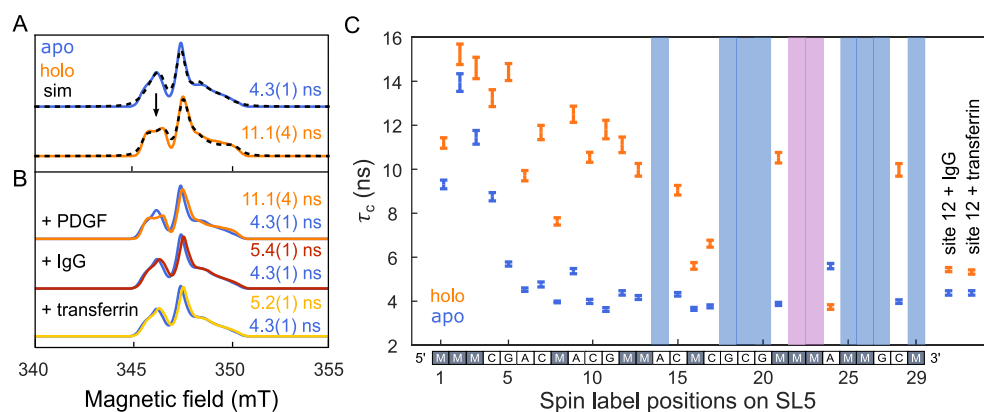 A
apo
holo
sim
4.3(1) ns
11.1(4) ns
B
+ PDGF
11.1(4) ns
4.3(1) ns
+ IgG
5.4(1) ns
4.3(1) ns
+ transferrin
5.2(1) ns
4.3(1) ns
340 345 350 355
Magnetic field (mT)
C
16
14
12
10
8
6
4
2
τc (ns)
holo
apo
site 12 + IgG
site 12 + transferrin
5' M M M C G A C M A C G M M A C M C G C G M M M A M M G C M 3'
1 5 10 15 20 25 29
Spin label positions on SL5